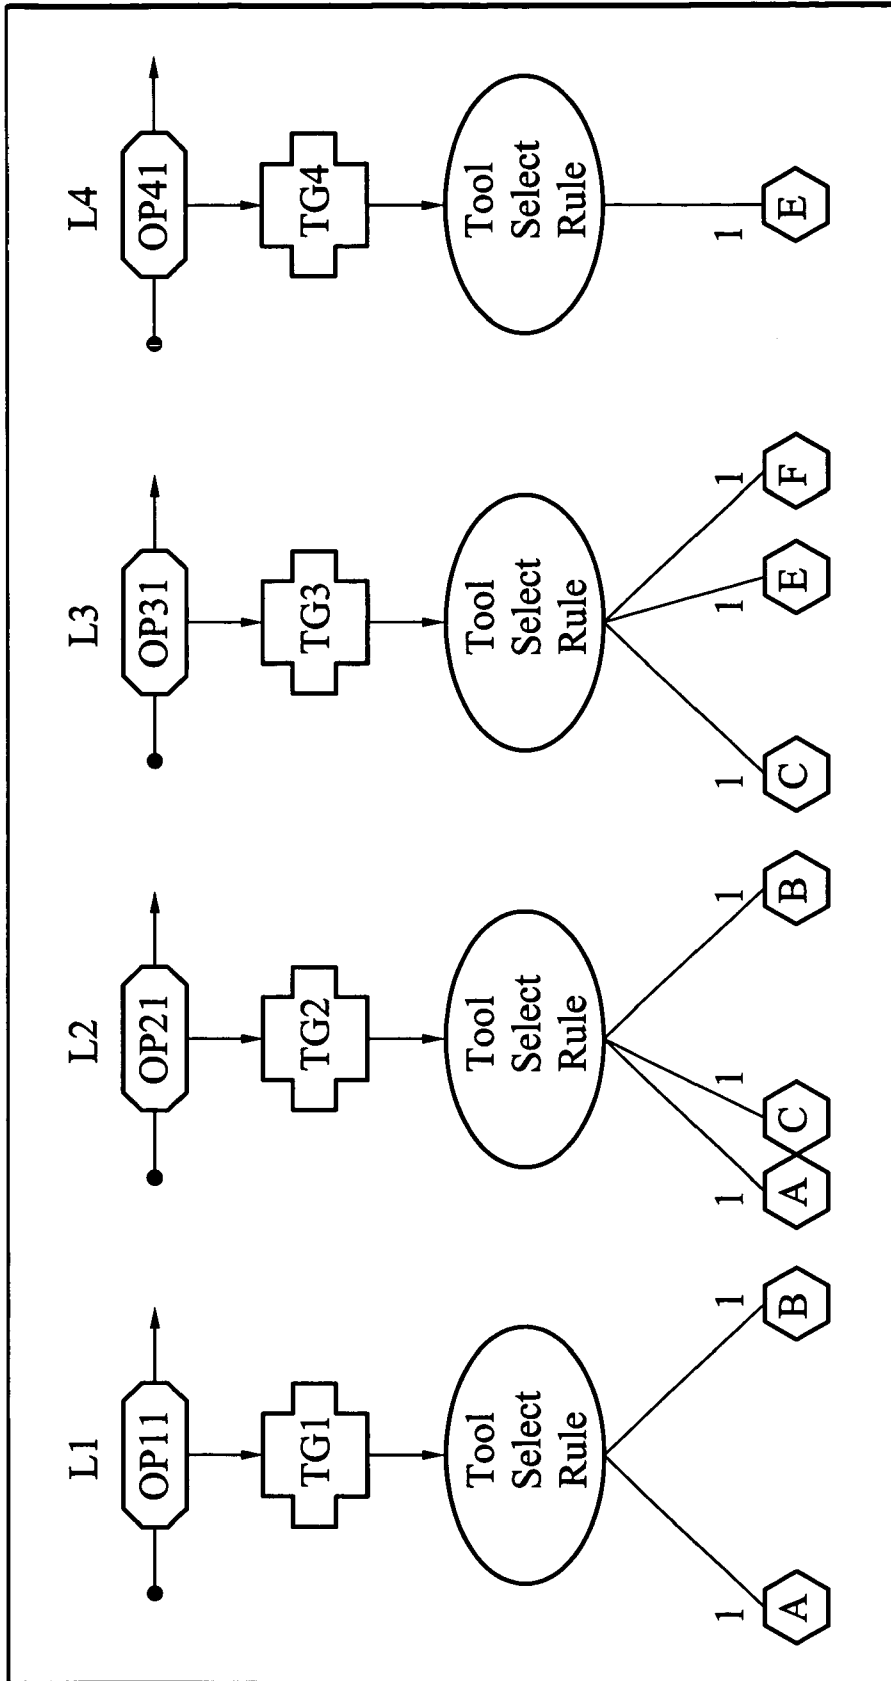 L1
L2
L3
L4
OP11
OP21
OP31
OP41
TG1
TG2
TG3
TG4
Tool
Select
Rule
Tool
Select
Rule
Tool
Select
Rule
Tool
Select
Rule
1
1
1
1
1
1
1
1
1
A
B
A
C
B
C
E
F
E